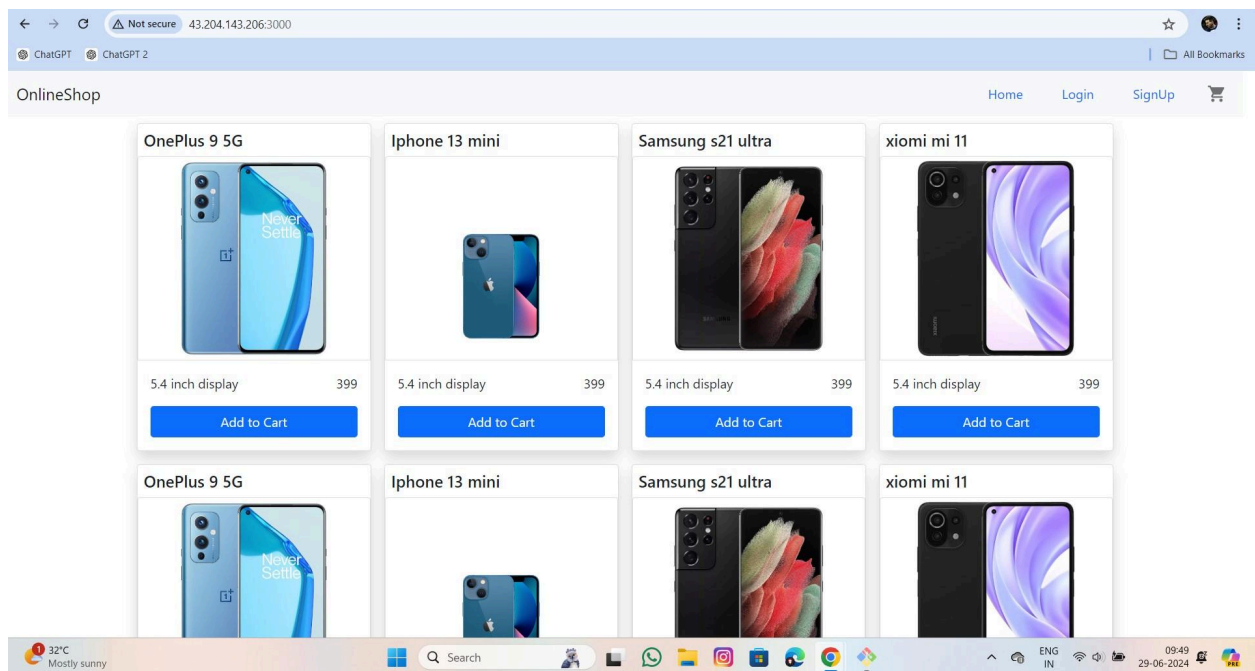 Not secure 43.204.143.206:3000
ChatGPT ChatGPT 2 All Bookmarks
OnlineShop Home Login SignUp
OnePlus 9 5G Iphone 13 mini Samsung s21 ultra xiomi mi 11
Never
Settle
5.4 inch display 399 5.4 inch display 399 5.4 inch display 399 5.4 inch display 399
Add to Cart Add to Cart Add to Cart Add to Cart
OnePlus 9 5G Iphone 13 mini Samsung s21 ultra xiomi mi 11
Never
Settle
1 32°C
Mostly sunny
Search
ENG
IN
09:49
29-06-2024
PRE